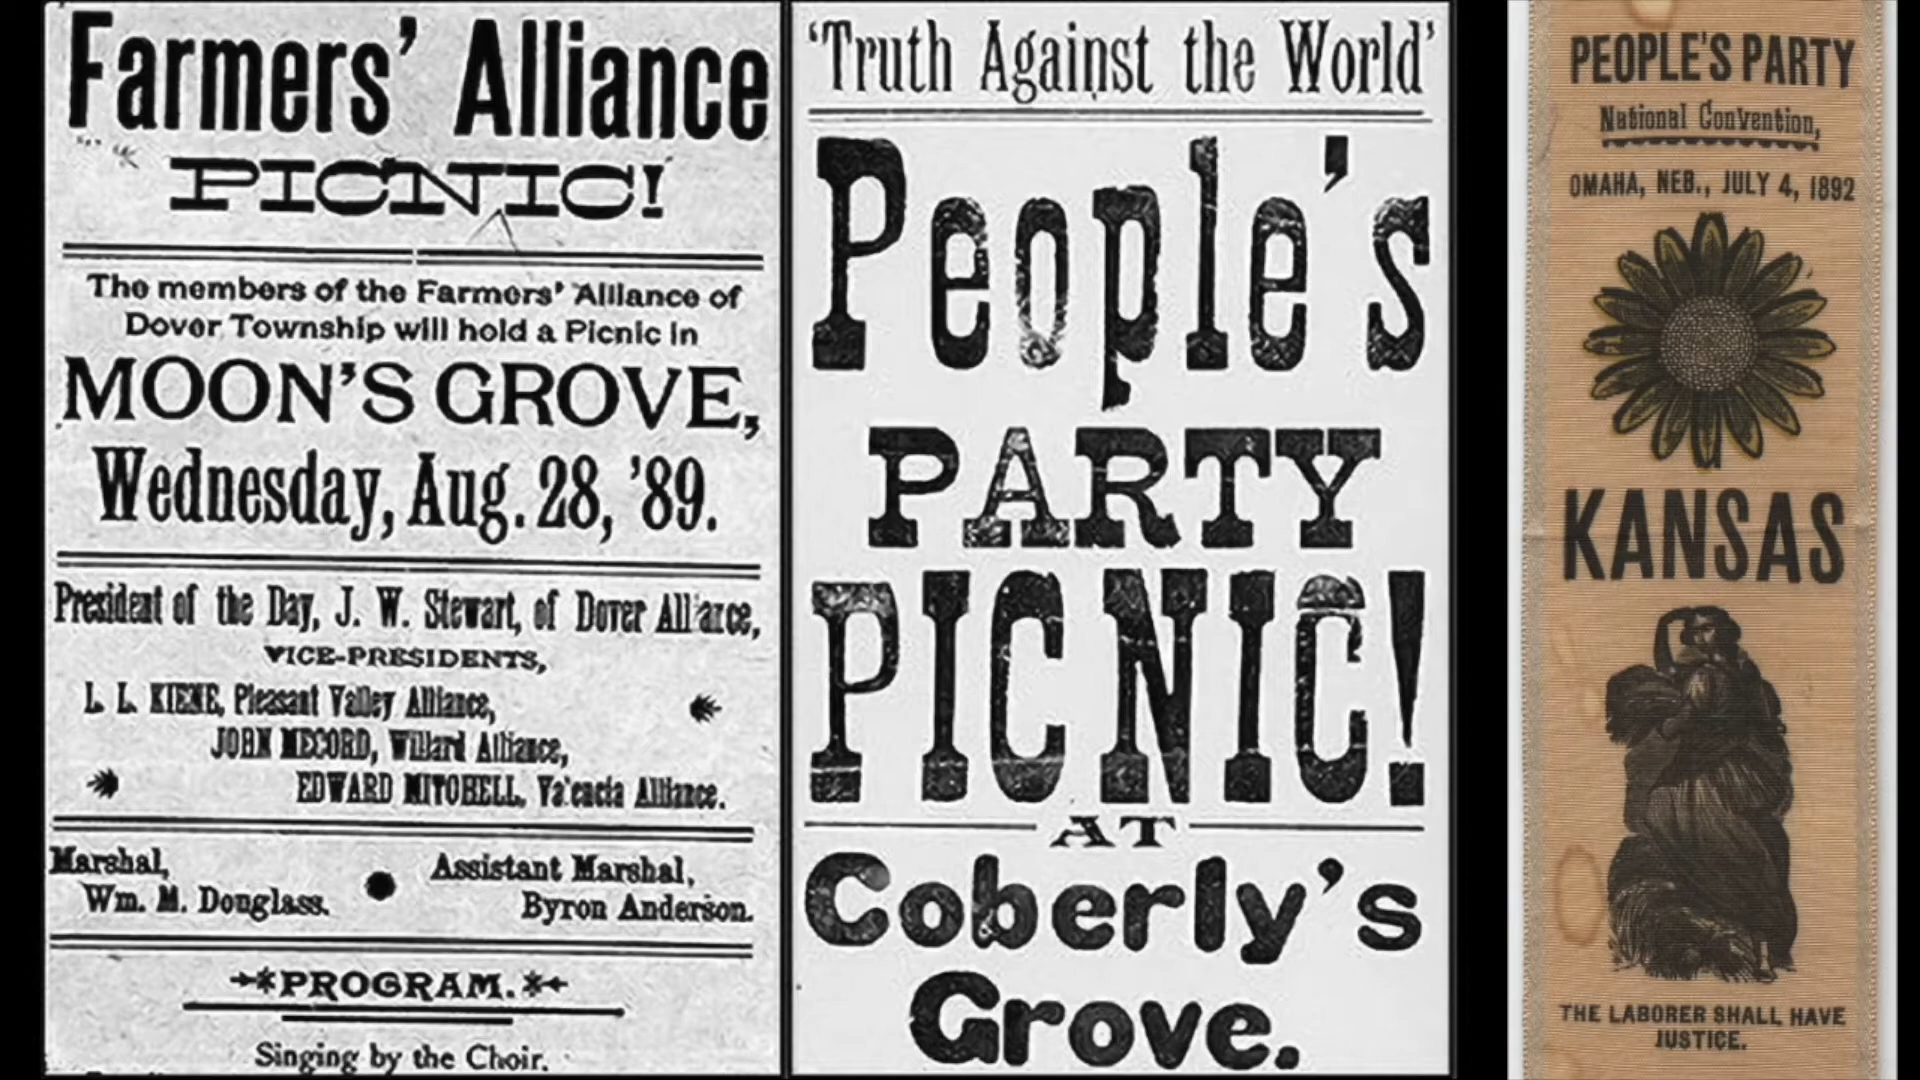 Farmers' Alliance
PICNIC!
The members of the Farmers' Alliance of
Dover Township will hold a Picnic in
MOON'S GROVE,
Wednesday, Aug. 28, '89.
President of the Day, J. W. Stewart, of Dover Alliance,
VICE-PRESIDENTS,
L. L. KIENE, Pleasant Valley Alliance,
JOHN MECORD, Willard Alliance,
EDWARD MITCHELL, Valencia Alliance.
Marshal,
Wm. M. Douglass.
Assistant Marshal,
Byron Anderson.
PROGRAM.
Singing by the Choir.
'Truth Against the World'
People's
PARTY
PICNIC!
AT
Coberly's
Grove.
PEOPLE'S PARTY
National Convention,
OMAHA, NEB., JULY 4, 1892
KANSAS
THE LABORER SHALL HAVE
JUSTICE.